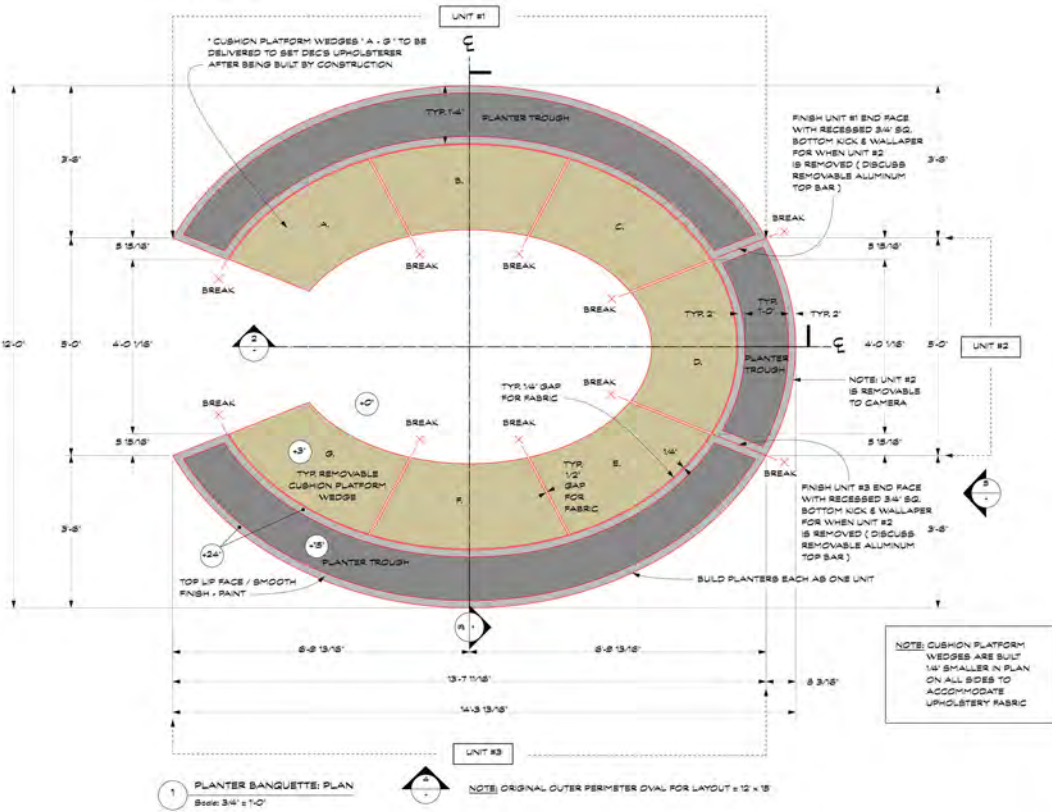 UNIT #1
℄
" CUSHION PLATFORM WEDGES " A - G " TO BE
DELIVERED TO SET DEC'S UPHOLSTERER
AFTER BEING BUILT BY CONSTRUCTION
TYP. 1'-4"
PLANTER TROUGH
FINISH UNIT #1 END FACE
WITH RECESSED 3/4" SQ.
BOTTOM KICK & WALLAPER
FOR WHEN UNIT #2
IS REMOVED ( DISCUSS
REMOVABLE ALUMINUM
TOP BAR )
3'-6"
3'-6"
B.
A.
C.
BREAK
5 15/16"
5 15/16"
BREAK
BREAK
BREAK
BREAK
12'-0"
5'-0"
4'-0 1/16"
2
-
TYP. 2"
TYP.
1'-0"
TYP. 2"
℄
4'-0 1/16"
5'-0"
UNIT #2
D.
PLANTER
TROUGH
+0"
TYP. 1/4" GAP
FOR FABRIC
NOTE: UNIT #2
IS REMOVABLE
TO CAMERA
BREAK
BREAK
BREAK
BREAK
5 15/16"
5 15/16"
BREAK
+3"
G.
TYP. REMOVABLE
CUSHION PLATFORM
WEDGE
F.
TYP.
1/2"
GAP
FOR
FABRIC
E.
1/4"
FINISH UNIT #3 END FACE
WITH RECESSED 3/4" SQ.
BOTTOM KICK & WALLAPER
FOR WHEN UNIT #2
IS REMOVED ( DISCUSS
REMOVABLE ALUMINUM
TOP BAR )
3'-6"
3'-6"
+24"
+15"
PLANTER TROUGH
TOP LIP FACE / SMOOTH
FINISH - PAINT
BUILD PLANTERS EACH AS ONE UNIT
6'-9 13/16"
6'-9 13/16"
13'-7 11/16"
8 3/16"
14'-3 13/16"
NOTE: CUSHION PLATFORM
WEDGES ARE BUILT
1/4" SMALLER IN PLAN
ON ALL SIDES TO
ACCOMMODATE
UPHOLSTERY FABRIC
UNIT #3
1
PLANTER BANQUETTE: PLAN
Scale: 3/4" = 1'-0"
4
-
NOTE: ORIGINAL OUTER PERIMETER OVAL FOR LAYOUT = 12' x 15'